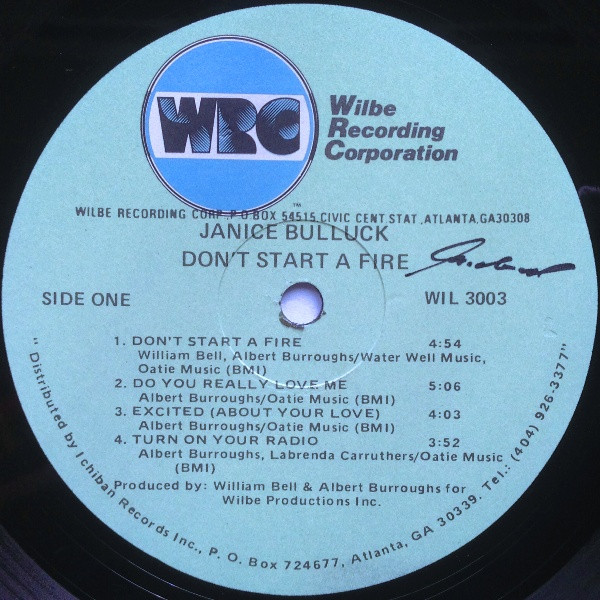 WRC
Wilbe
Recording
Corporation
™
WILBE RECORDING CORP., P O BOX 54515, CIVIC CENT. STAT., ATLANTA, GA30308
JANICE BULLUCK
DON'T START A FIRE
SIDE ONE
WIL 3003
1. DON'T START A FIRE 4:54
William Bell, Albert Burroughs/Water Well Music,
Oatie Music (BMI)
2. DO YOU REALLY LOVE ME 5:06
Albert Burroughs/Oatie Music (BMI)
3. EXCITED (ABOUT YOUR LOVE) 4:03
Albert Burroughs/Oatie Music (BMI)
4. TURN ON YOUR RADIO 3:52
Albert Burroughs, Labrenda Carruthers/Oatie Music
(BMI)
Produced by: William Bell & Albert Burroughs for
Wilbe Productions Inc.
"Distributed by Ichiban Records Inc., P. O. Box 724677, Atlanta, GA 30339. Tel.: (404) 926-3377"